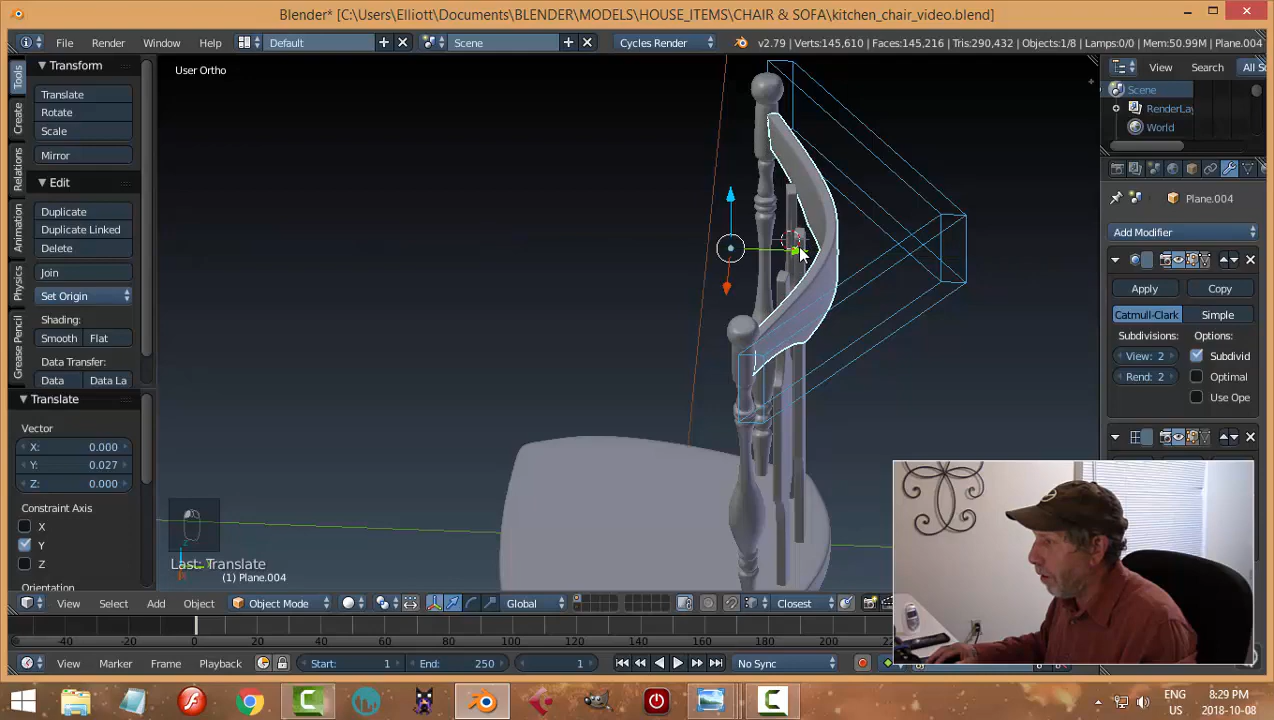 Blender* [C:\Users\Elliott\Documents\BLENDER\MODELS\HOUSE_ITEMS\CHAIR & SOFA\kitchen_chair_video.blend]
File Render Window Help Default Scene Cycles Render v2.79 | Verts:145,610 | Faces:145,216 | Tris:290,432 | Objects:1/8 | Lamps:0/0 | Mem:50.99M | Plane.004
Tools
Create
Relations
Animation
Physics
Grease Pencil
Transform
Translate
Rotate
Scale
Mirror
Edit
Duplicate
Duplicate Linked
Delete
Join
Set Origin
Shading:
Smooth Flat
Data Transfer:
Data Data La
Translate
Vector
X: 0.000
Y: 0.027
Z: 0.000
Constraint Axis
X
Y
Z
Orientation
User Ortho
Last: Translate
(1) Plane.004
View Search All S
Scene
RenderLay
World
Plane.004
Add Modifier
Apply Copy
Catmull-Clark Simple
Subdivisions: Options:
View: 2 Subdivid
Rend: 2 Optimal
Use Ope
View Select Add Object Object Mode Global Closest
-40 -20 0 20 40 60 80 100 120 140 160 180 200
View Marker Frame Playback Start: 1 End: 250 1 No Sync
ENG 8:29 PM
US 2018-10-08